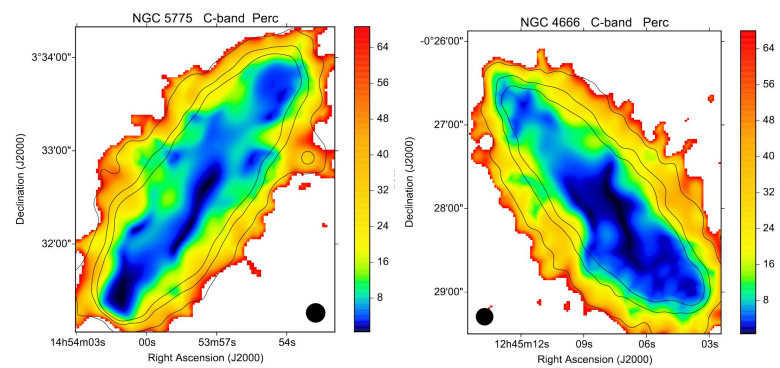 NGC 5775 C-band Perc
3°34'00"
33'00"
32'00"
Declination (J2000)
14h54m03s 00s 53m57s 54s
Right Ascension (J2000)
64
56
48
40
32
24
16
8
NGC 4666 C-band Perc
-0°26'00"
27'00"
28'00"
29'00"
Declination (J2000)
12h45m12s 09s 06s 03s
Right Ascension (J2000)
64
56
48
40
32
24
16
8